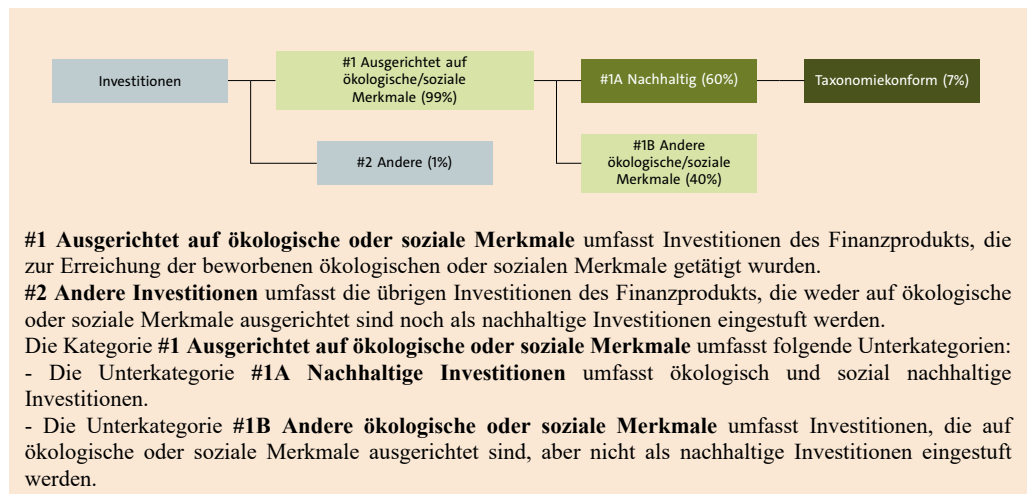 Investitionen
#1 Ausgerichtet auf
ökologische/soziale
Merkmale (99%)
#1A Nachhaltig (60%)
Taxonomiekonform (7%)
#2 Andere (1%)
#1B Andere
ökologische/soziale
Merkmale (40%)
#1 Ausgerichtet auf ökologische oder soziale Merkmale umfasst Investitionen des Finanzprodukts, die
zur Erreichung der beworbenen ökologischen oder sozialen Merkmale getätigt wurden.
#2 Andere Investitionen umfasst die übrigen Investitionen des Finanzprodukts, die weder auf ökologische
oder soziale Merkmale ausgerichtet sind noch als nachhaltige Investitionen eingestuft werden.
Die Kategorie #1 Ausgerichtet auf ökologische oder soziale Merkmale umfasst folgende Unterkategorien:
- Die Unterkategorie #1A Nachhaltige Investitionen umfasst ökologisch und sozial nachhaltige
Investitionen.
- Die Unterkategorie #1B Andere ökologische oder soziale Merkmale umfasst Investitionen, die auf
ökologische oder soziale Merkmale ausgerichtet sind, aber nicht als nachhaltige Investitionen eingestuft
werden.